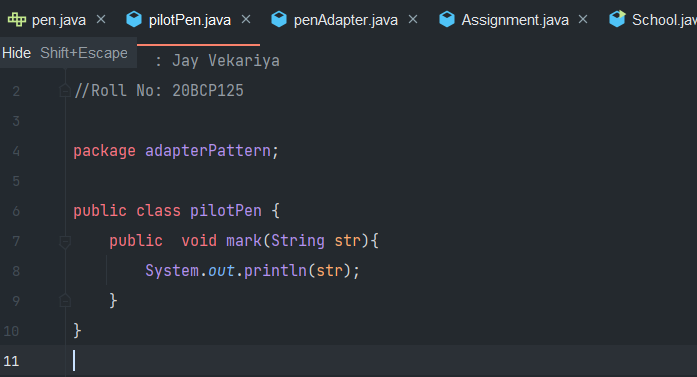 pen.java × pilotPen.java × penAdapter.java × Assignment.java × School.jav
Hide Shift+Escape : Jay Vekariya
2 //Roll No: 20BCP125
3
4 package adapterPattern;
5
6 public class pilotPen {
7 public  void mark(String str){
8 System.out.println(str);
9 }
10 }
11